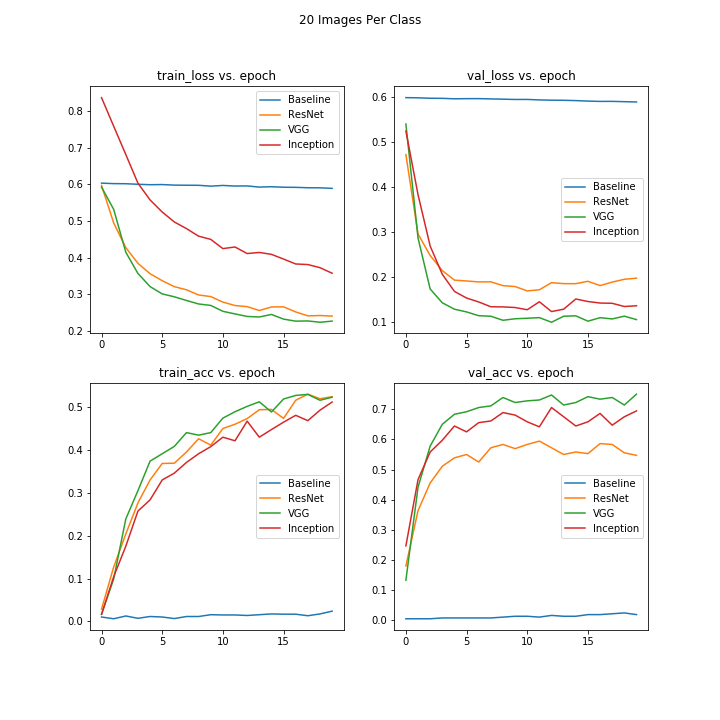 20 Images Per Class
train_loss vs. epoch
0.8
0.7
0.6
0.5
0.4
0.3
0.2
0
5
10
15
Baseline
ResNet
VGG
Inception
val_loss vs. epoch
0.6
0.5
0.4
0.3
0.2
0.1
0
5
10
15
Baseline
ResNet
VGG
Inception
train_acc vs. epoch
0.5
0.4
0.3
0.2
0.1
0.0
0
5
10
15
Baseline
ResNet
VGG
Inception
val_acc vs. epoch
0.7
0.6
0.5
0.4
0.3
0.2
0.1
0.0
0
5
10
15
Baseline
ResNet
VGG
Inception